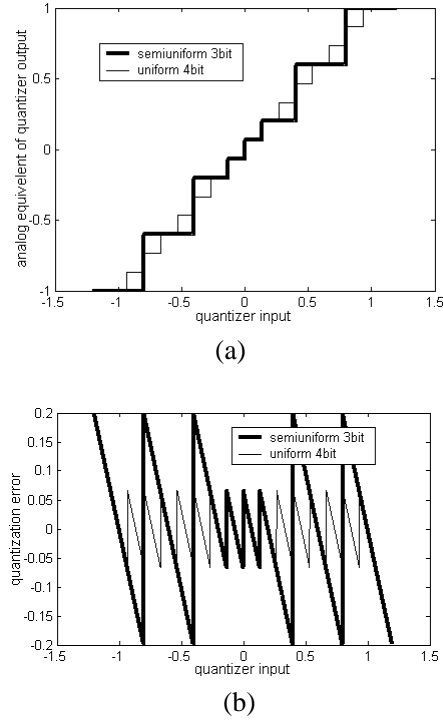 1
0.5
0
-0.5
-1
-1.5
-1
-0.5
0
0.5
1
1.5
analog equivelent of quantizer output
semiuniform 3bit
uniform 4bit
quantizer input
(a)
0.2
0.15
0.1
0.05
0
-0.05
-0.1
-0.15
-0.2
-1.5
-1
-0.5
0
0.5
1
1.5
quantization error
semiuniform 3bit
uniform 4bit
quantizer input
(b)